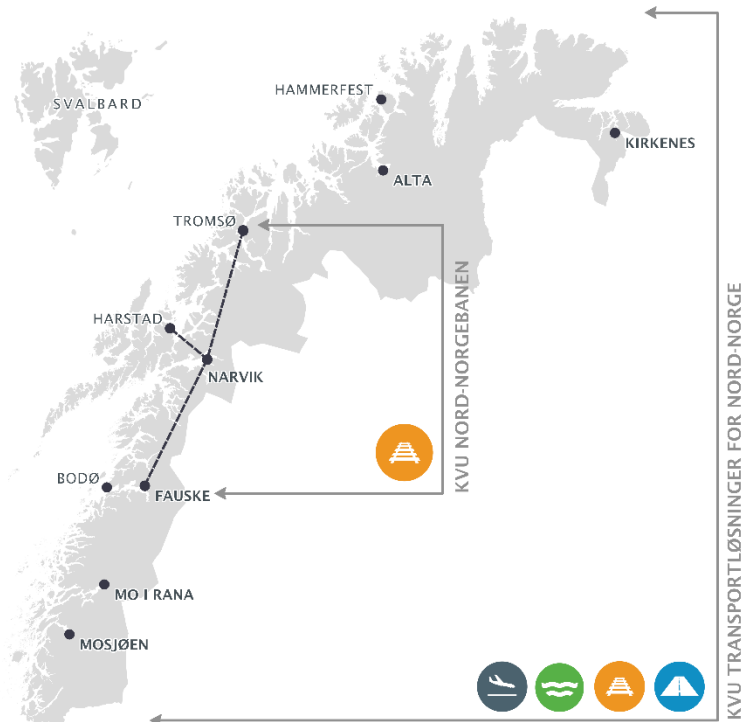 SVALBARD
HAMMERFEST
KIRKENES
ALTA
TROMSØ
HARSTAD
NARVIK
BODØ
FAUSKE
MO I RANA
MOSJØEN
KVU NORD-NORGEBANEN
KVU TRANSPORTLØSNINGER FOR NORD-NORGE